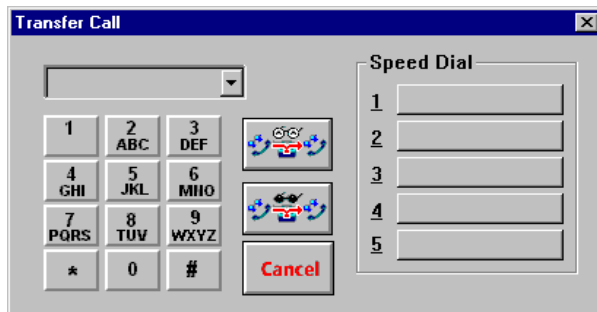 Transfer Call
Speed Dial
1
2
3
4
5
1
2
ABC
3
DEF
4
GHI
5
JKL
6
MNO
7
PQRS
8
TUV
9
WXYZ
*
0
#
Cancel